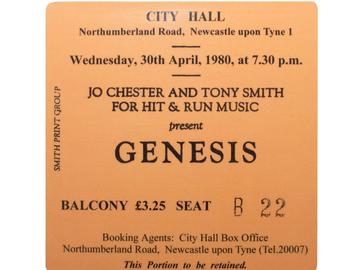 CITY HALL
Northumberland Road, Newcastle upon Tyne 1
Wednesday, 30th April, 1980, at 7.30 p.m.
JO CHESTER AND TONY SMITH
FOR HIT & RUN MUSIC
present
GENESIS
BALCONY £3.25 SEAT B 22
Booking Agents: City Hall Box Office
Northumberland Road, Newcastle upon Tyne (Tel.20007)
This Portion to be retained.
SMITH PRINT GROUP